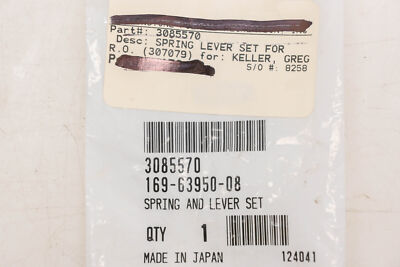 Part#: 3085570
Desc: SPRING LEVER SET FOR
R.O. (307079) for: KELLER, GREG
P
S/O #: 8258
3085570
169-63950-08
SPRING AND LEVER SET
QTY 1
MADE IN JAPAN 124041